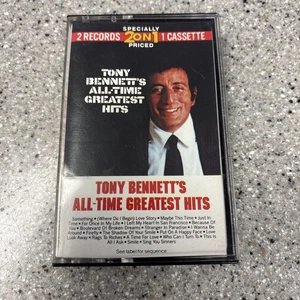 SPECIALLY
2 RECORDS 2 ON 1 1 CASSETTE
PRICED
TONY
BENNETT'S
ALL-TIME
GREATEST
HITS
TONY BENNETT'S
ALL-TIME GREATEST HITS
Something • (Where Do I Begin) Love Story • Maybe This Time • Just In
Time • For Once In My Life • I Left My Heart In San Francisco • Because Of
You • Boulevard Of Broken Dreams • Stranger In Paradise • I Wanna Be
Around • Firefly • The Shadow Of Your Smile • Put On A Happy Face • Love
Look Away • Rags To Riches • A Time For Love • Who Can I Turn To • This Is
All I Ask • Smile • Sing You Sinners
See label for sequence.